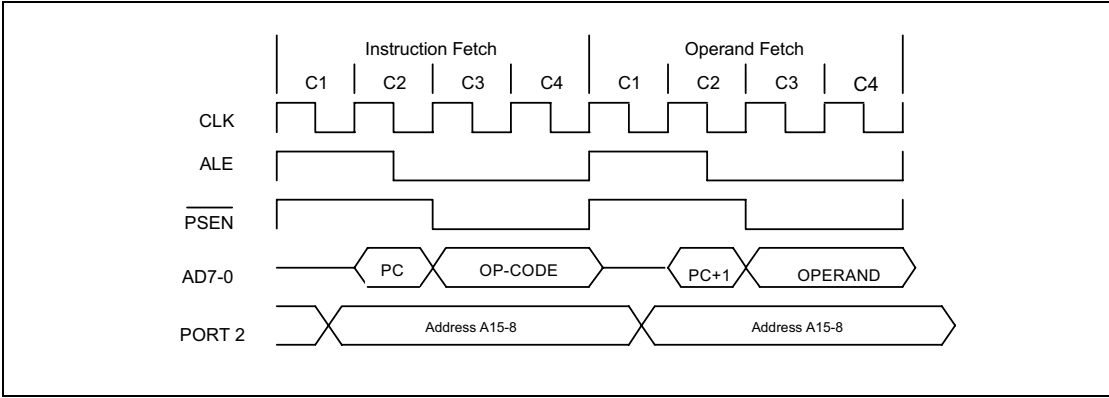 Instruction Fetch Operand Fetch
C1 C2 C3 C4 C1 C2 C3 C4
CLK
ALE
PSEN
AD7-0 PC OP-CODE PC+1 OPERAND
PORT 2 Address A15-8 Address A15-8